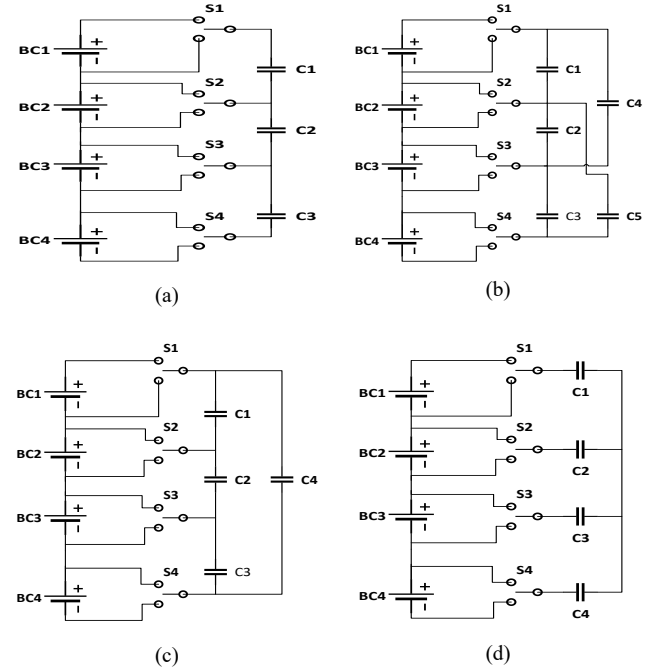 S1
BC1
+
C1
S2
BC2
+
C2
S3
BC3
+
S4
C3
BC4
+
(a)
S1
BC1
+
C1
C4
S2
BC2
+
C2
S3
BC3
+
S4
C3
C5
BC4
+
(b)
S1
BC1
+
C1
S2
BC2
+
C2
C4
S3
BC3
+
S4
C3
BC4
+
(c)
S1
BC1
+
C1
S2
BC2
+
C2
S3
BC3
+
C3
S4
BC4
+
C4
(d)